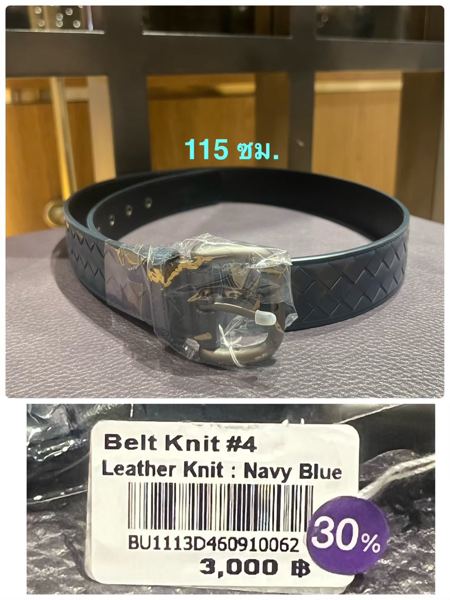 115 ซม.
Belt Knit #4
Leather Knit : Navy Blue
BU1113D460910062
30%
3,000 ฿